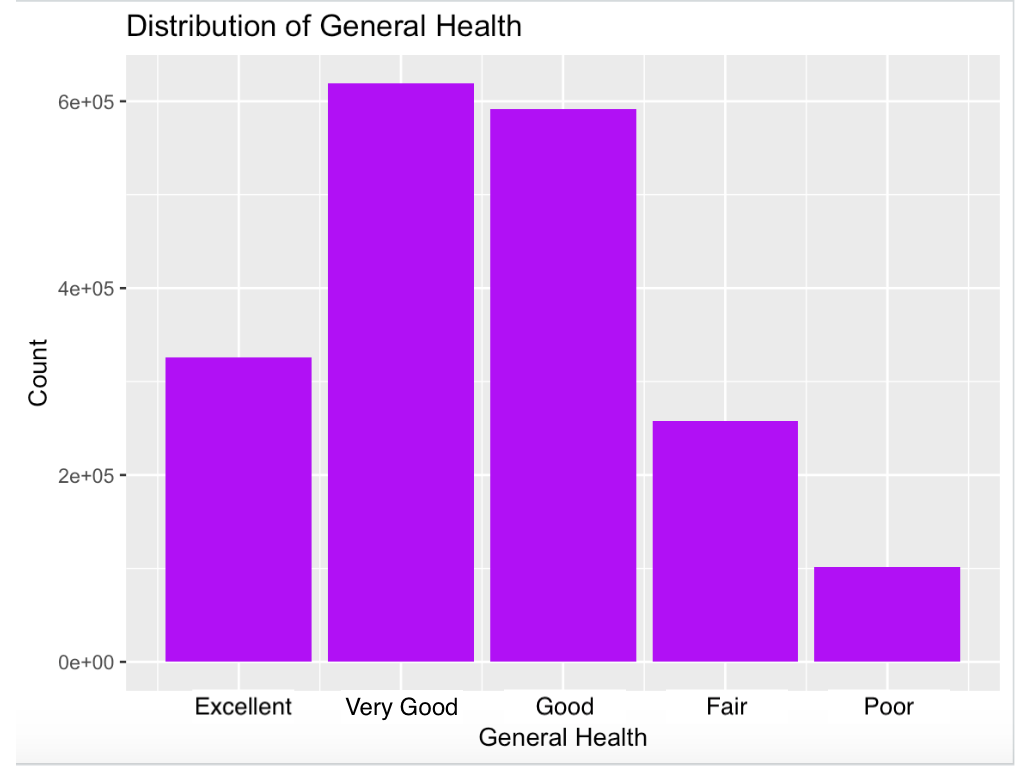 Distribution of General Health
6e+05
4e+05
2e+05
0e+00
Count
Excellent Very Good Good Fair Poor
General Health